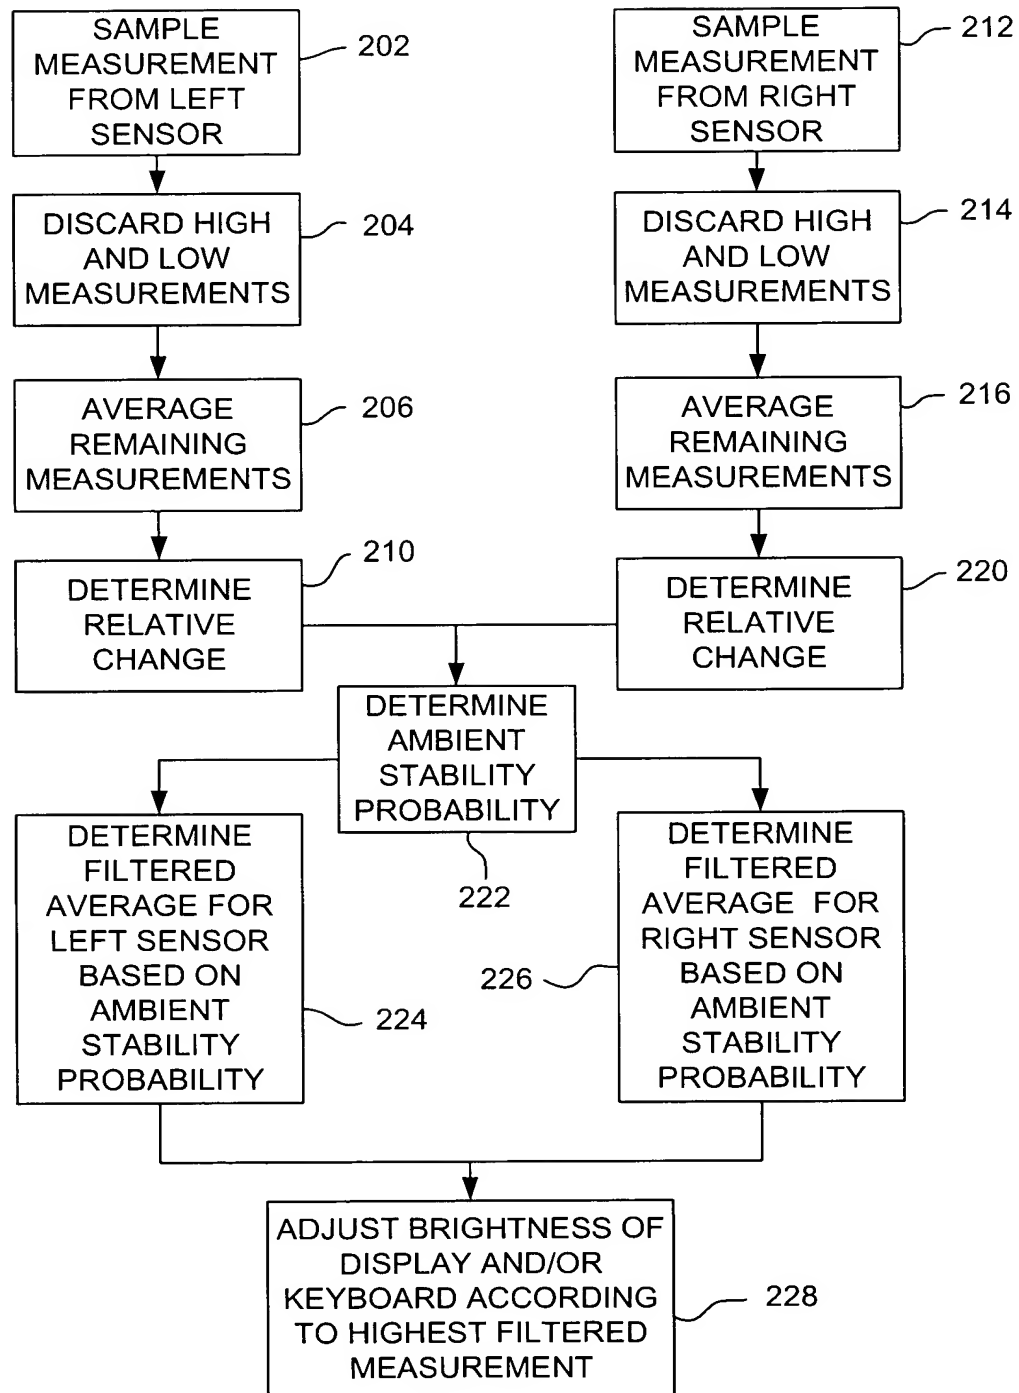 SAMPLE
MEASUREMENT
FROM LEFT
SENSOR
202
SAMPLE
MEASUREMENT
FROM RIGHT
SENSOR
212
DISCARD HIGH
AND LOW
MEASUREMENTS
204
DISCARD HIGH
AND LOW
MEASUREMENTS
214
AVERAGE
REMAINING
MEASUREMENTS
206
AVERAGE
REMAINING
MEASUREMENTS
216
DETERMINE
RELATIVE
CHANGE
210
DETERMINE
RELATIVE
CHANGE
220
DETERMINE
AMBIENT
STABILITY
PROBABILITY
222
DETERMINE
FILTERED
AVERAGE FOR
LEFT SENSOR
BASED ON
AMBIENT
STABILITY
PROBABILITY
224
DETERMINE
FILTERED
AVERAGE FOR
RIGHT SENSOR
BASED ON
AMBIENT
STABILITY
PROBABILITY
226
ADJUST BRIGHTNESS OF
DISPLAY AND/OR
KEYBOARD ACCORDING
TO HIGHEST FILTERED
MEASUREMENT
228